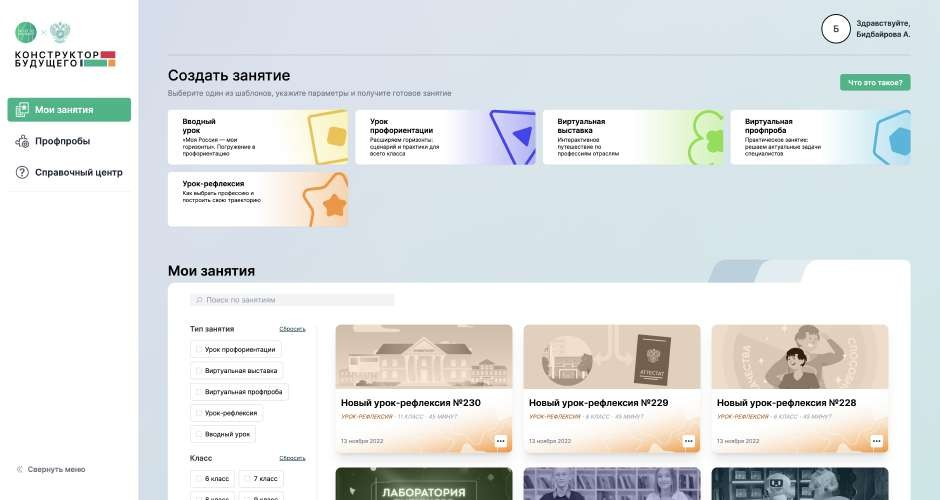 КОНСТРУКТОР
БУДУЩЕГО
Мои занятия
Профпробы
Справочный центр
Свернуть меню
Б
Здравствуйте,
Бидбайрова А.
Создать занятие
Выберите один из шаблонов, укажите параметры и получите готовое занятие
Что это такое?
Вводный
урок
«Моя Россия — мои
горизонты». Погружение в
профориентацию
Урок
профориентации
Расширяем горизонты:
сценарий и практики для
всего класса
Виртуальная
выставка
Интерактивное
путешествие по
профессиям отраслям
Виртуальная
профпроба
Практическое занятие:
решаем актуальные задачи
специалистов
Урок-рефлексия
Как выбрать профессию и
построить свою траекторию
Мои занятия
Поиск по занятиям
Тип занятия
Сбросить
Урок профориентации
Виртуальная выставка
Виртуальная профпроба
Урок-рефлексия
Вводный урок
Класс
Сбросить
6 класс
7 класс
8 класс
9 класс
Новый урок-рефлексия №230
УРОК-РЕФЛЕКСИЯ · 11 КЛАСС · 45 МИНУТ
13 ноября 2022
АТТЕСТАТ
Новый урок-рефлексия №229
УРОК-РЕФЛЕКСИЯ · 6 КЛАСС · 45 МИНУТ
13 ноября 2022
Новый урок-рефлексия №228
УРОК-РЕФЛЕКСИЯ · 6 КЛАСС · 45 МИНУТ
13 ноября 2022
ЛАБОРАТОРИЯ